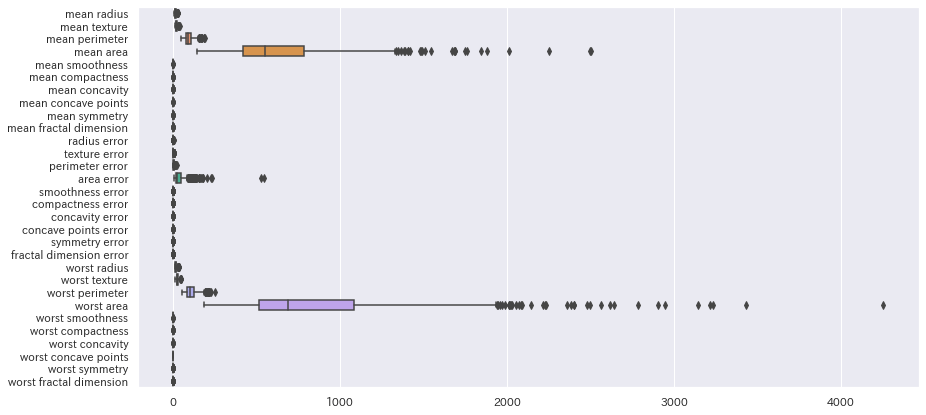 mean radius
mean texture
mean perimeter
mean area
mean smoothness
mean compactness
mean concavity
mean concave points
mean symmetry
mean fractal dimension
radius error
texture error
perimeter error
area error
smoothness error
compactness error
concavity error
concave points error
symmetry error
fractal dimension error
worst radius
worst texture
worst perimeter
worst area
worst smoothness
worst compactness
worst concavity
worst concave points
worst symmetry
worst fractal dimension
0 1000 2000 3000 4000